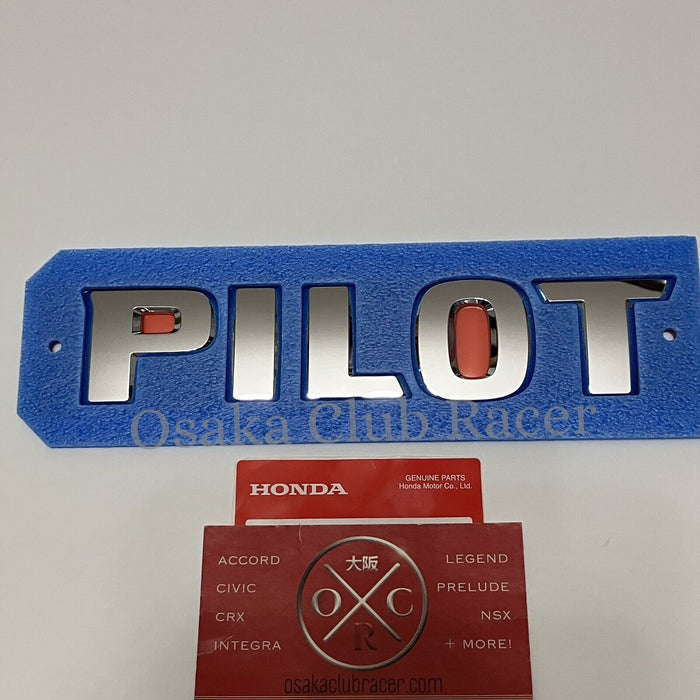 PILOT
Osaka Club Racer
HONDA
GENUINE PARTS
Honda Motor Co., Ltd.
ACCORD
CIVIC
CRX
INTEGRA
大阪
O C
R
LEGEND
PRELUDE
NSX
+ MORE!
osakaclubracer.com